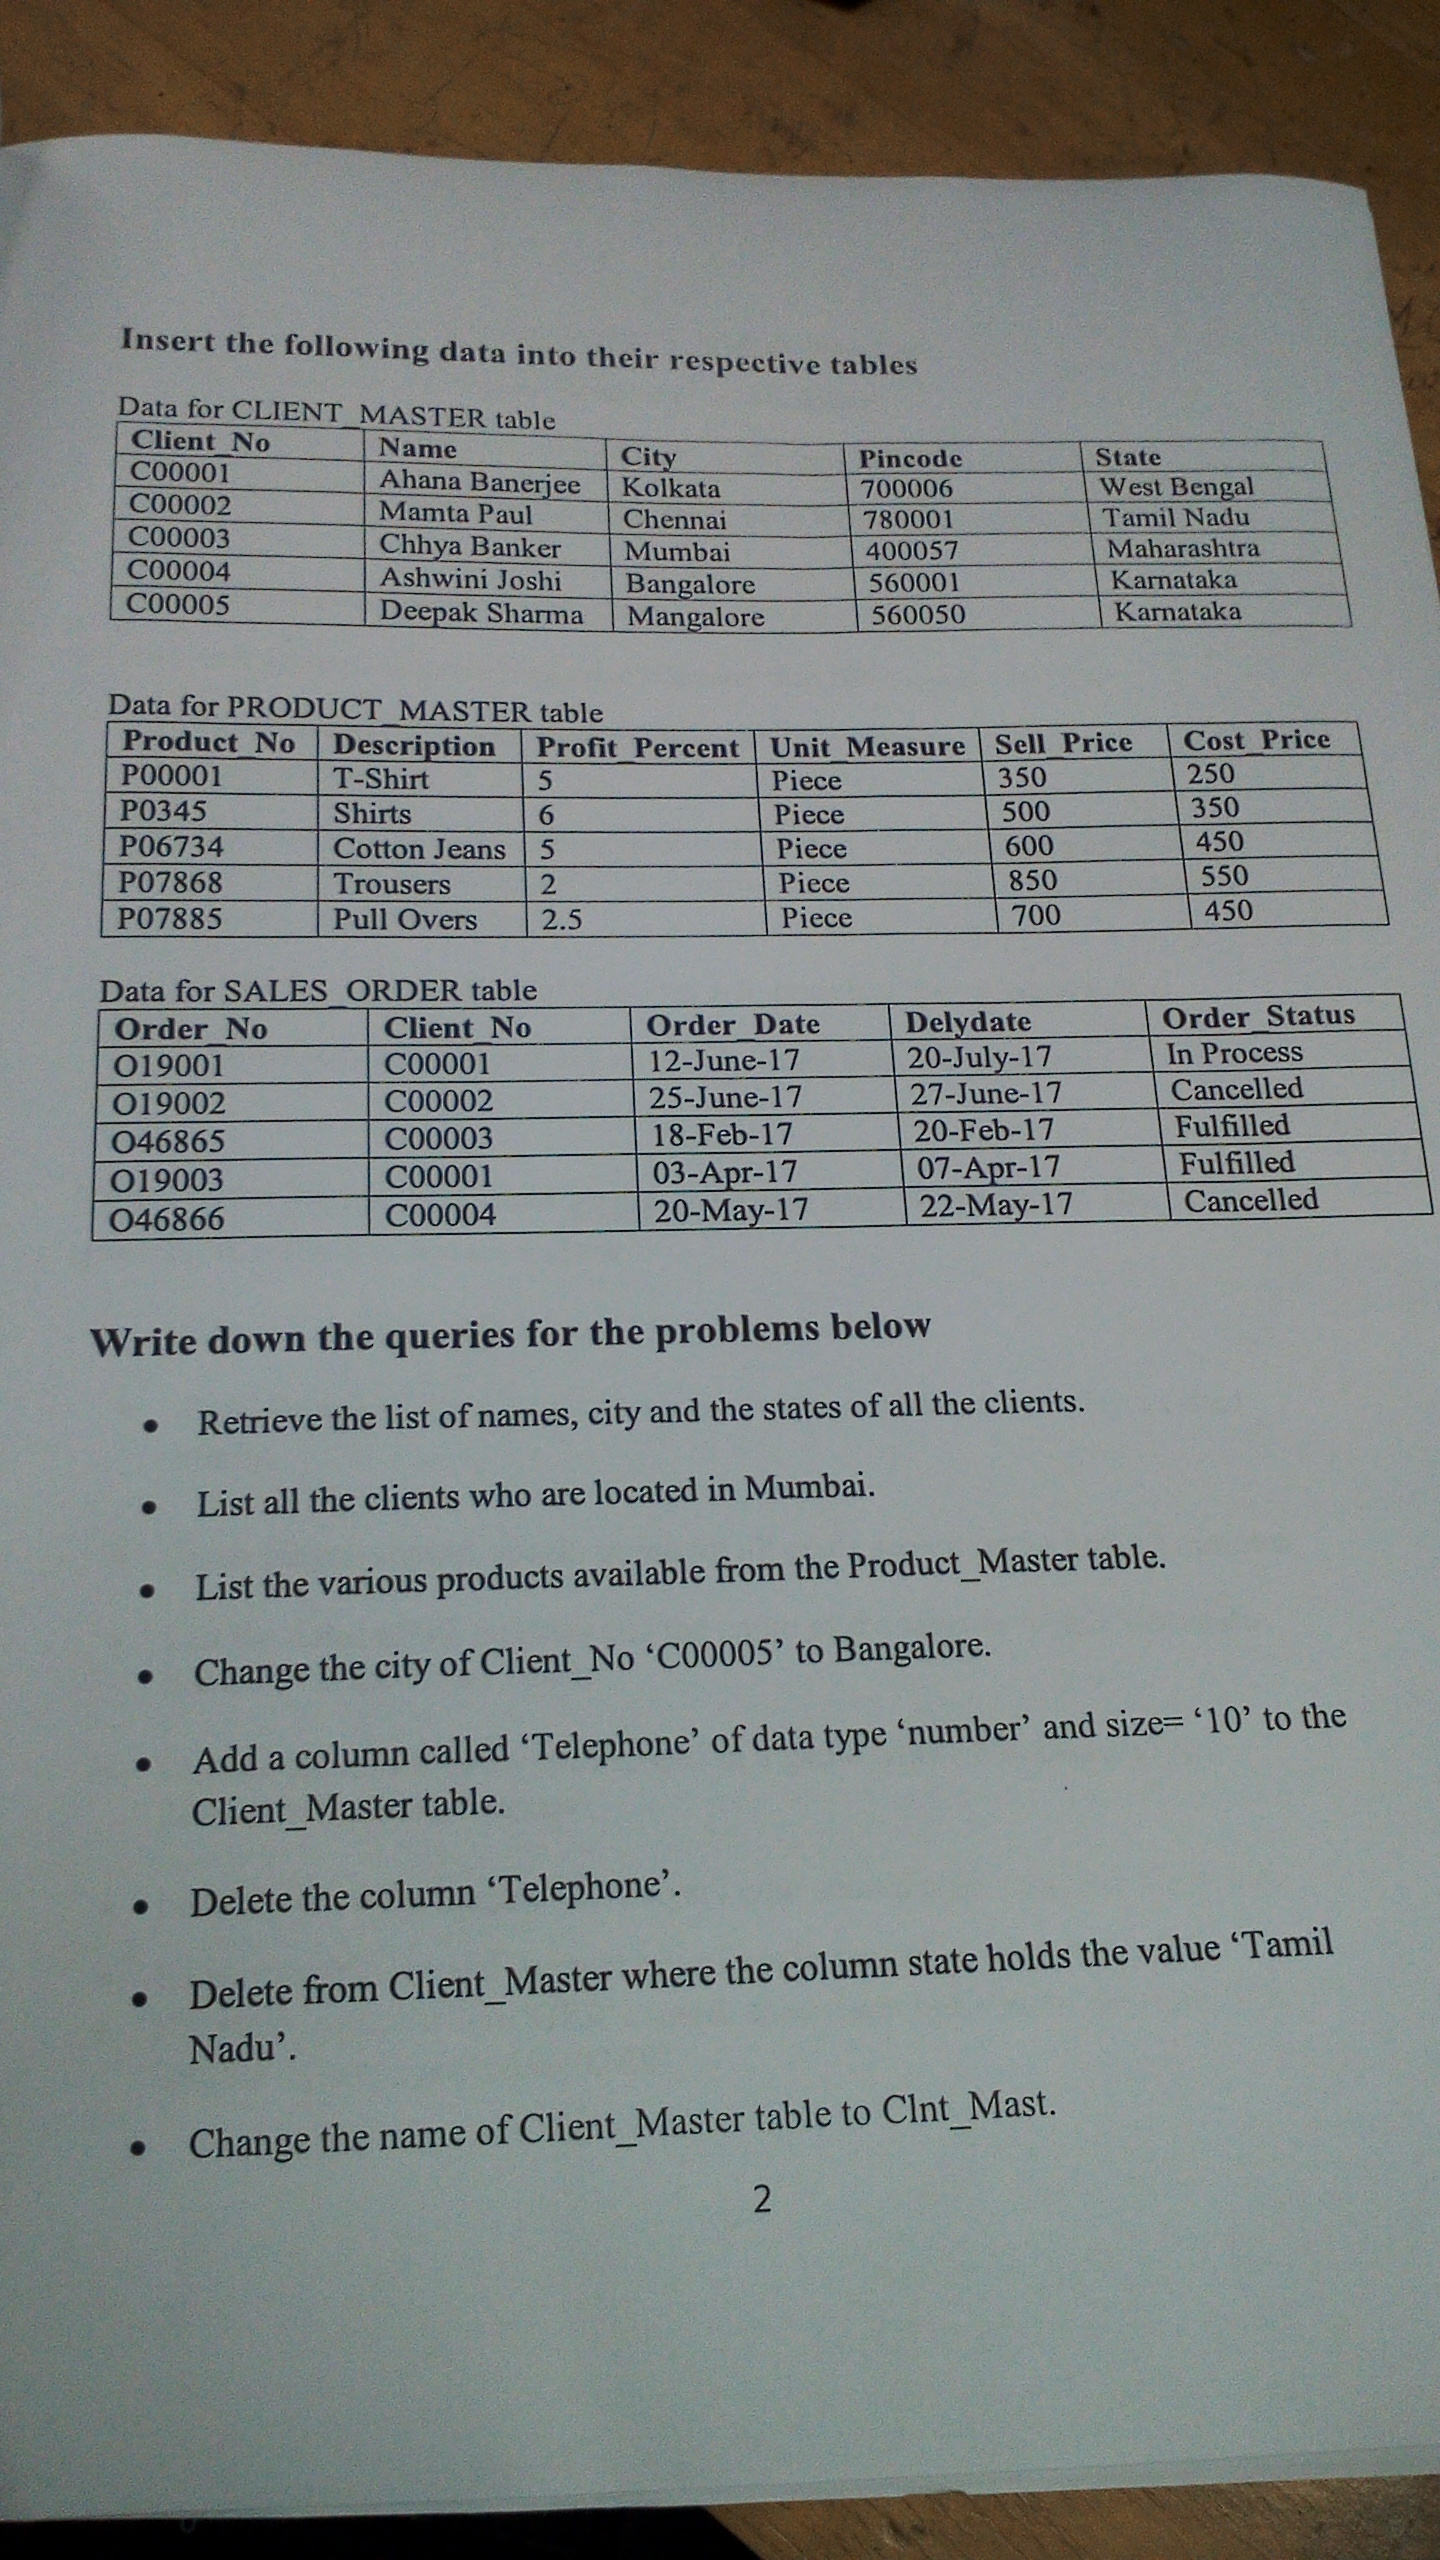 Insert the following data into their respective tables
Data for CLIENT_MASTER table
Client_No Name City Pincode State
C00001 Ahana Banerjee Kolkata 700006 West Bengal
C00002 Mamta Paul Chennai 780001 Tamil Nadu
C00003 Chhya Banker Mumbai 400057 Maharashtra
C00004 Ashwini Joshi Bangalore 560001 Karnataka
C00005 Deepak Sharma Mangalore 560050 Karnataka
Data for PRODUCT_MASTER table
Product_No Description Profit_Percent Unit_Measure Sell_Price Cost_Price
P00001 T-Shirt 5 Piece 350 250
P0345 Shirts 6 Piece 500 350
P06734 Cotton Jeans 5 Piece 600 450
P07868 Trousers 2 Piece 850 550
P07885 Pull Overs 2.5 Piece 700 450
Data for SALES_ORDER table
Order_No Client_No Order_Date Delydate Order_Status
O19001 C00001 12-June-17 20-July-17 In Process
O19002 C00002 25-June-17 27-June-17 Cancelled
O46865 C00003 18-Feb-17 20-Feb-17 Fulfilled
O19003 C00001 03-Apr-17 07-Apr-17 Fulfilled
O46866 C00004 20-May-17 22-May-17 Cancelled
Write down the queries for the problems below
• Retrieve the list of names, city and the states of all the clients.
• List all the clients who are located in Mumbai.
• List the various products available from the Product_Master table.
• Change the city of Client_No ‘C00005’ to Bangalore.
• Add a column called ‘Telephone’ of data type ‘number’ and size= ‘10’ to the
Client_Master table.
• Delete the column ‘Telephone’.
• Delete from Client_Master where the column state holds the value ‘Tamil
Nadu’.
• Change the name of Client_Master table to Clnt_Mast.
2